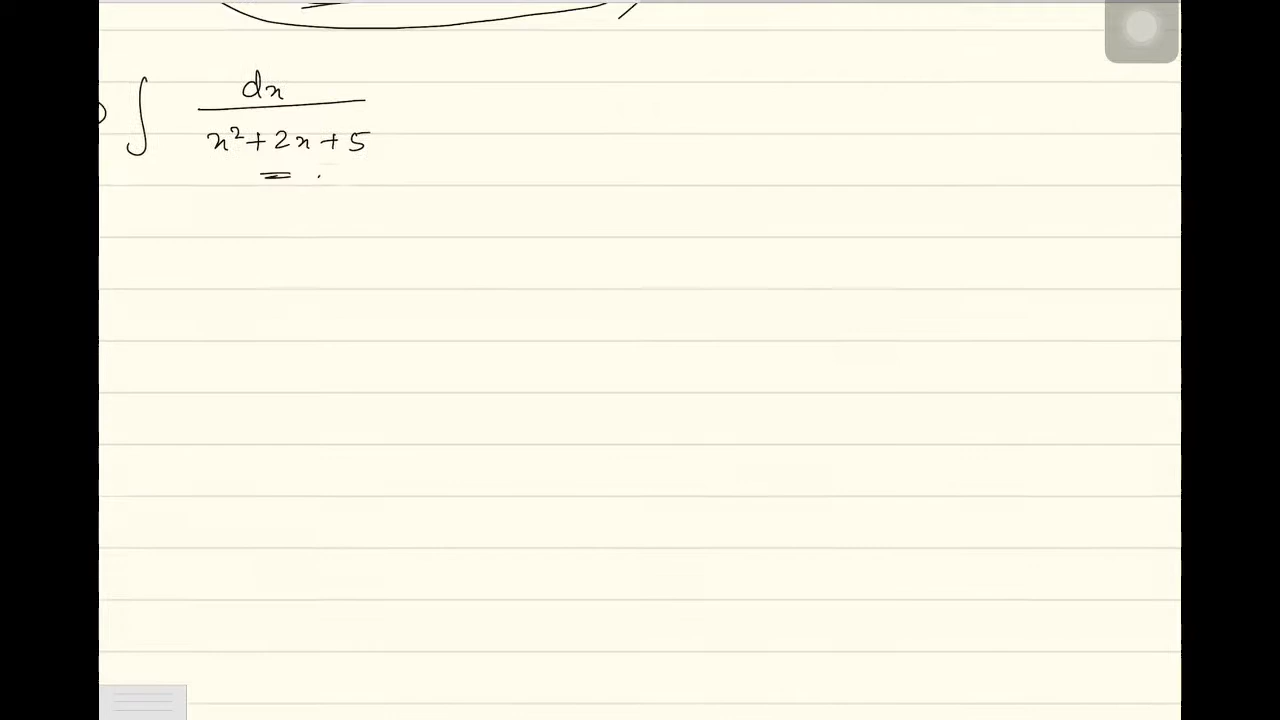 ∫ dx
x² + 2x + 5